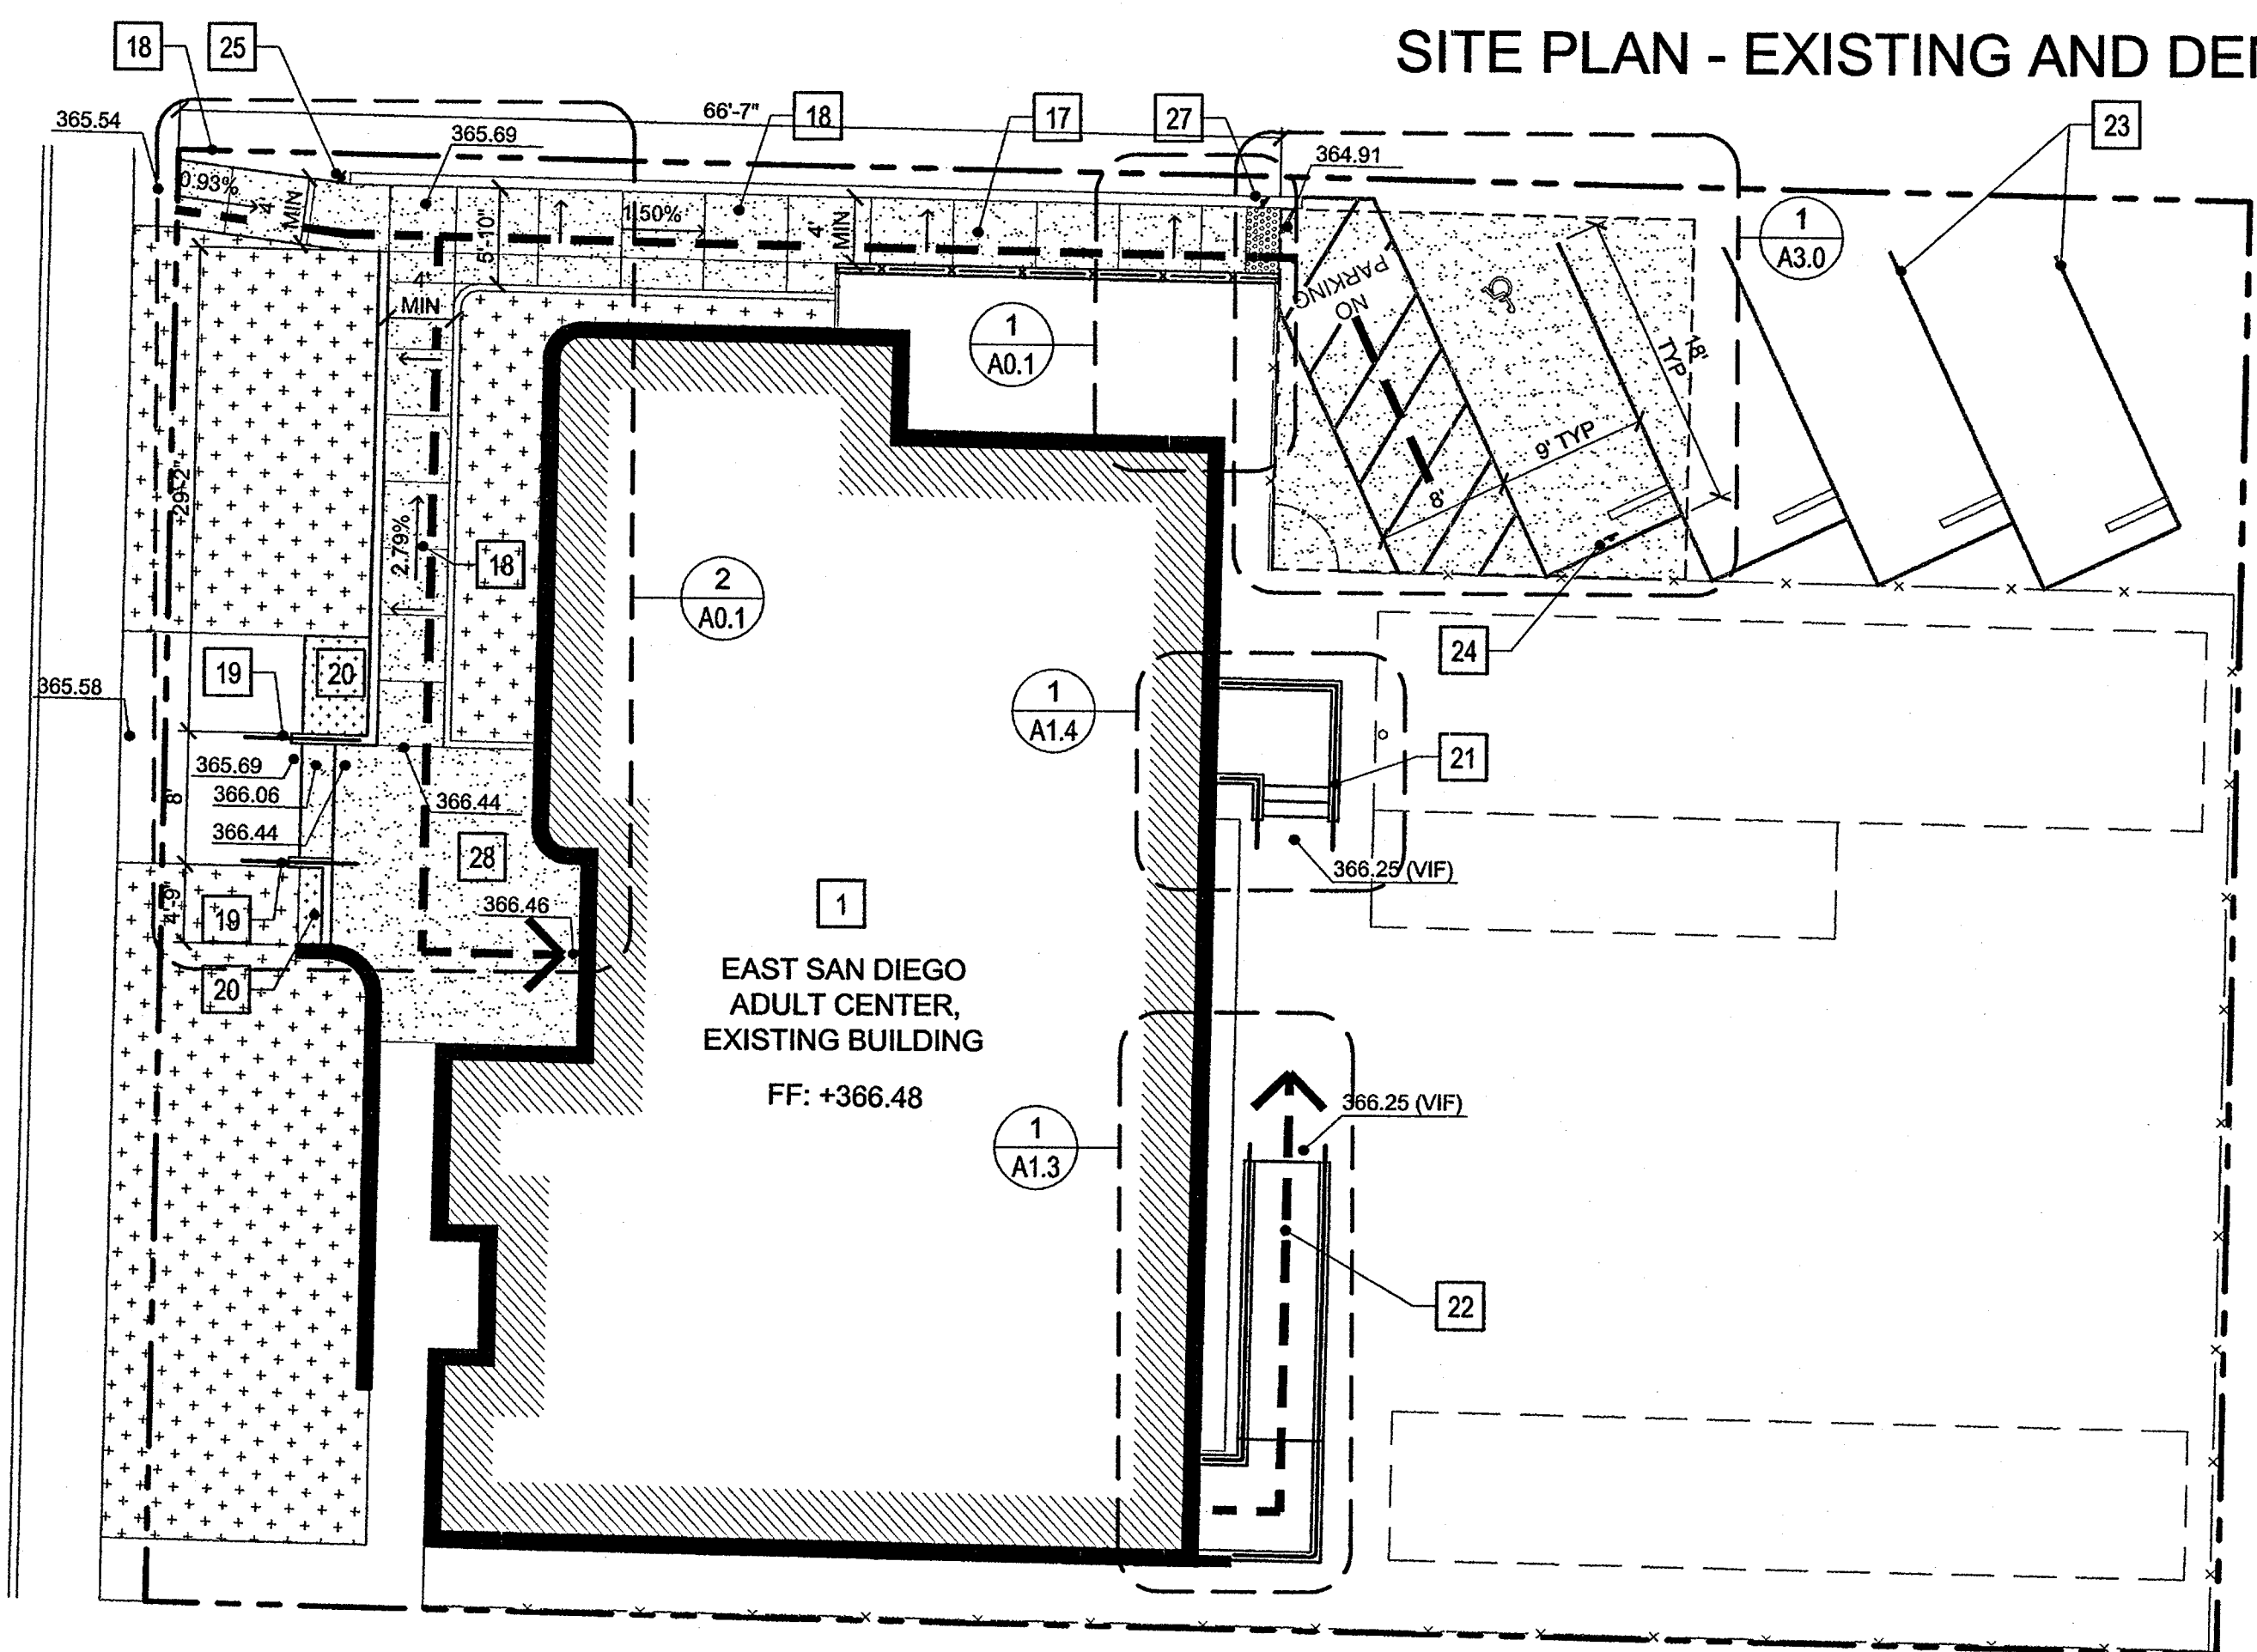 SITE PLAN - EXISTING AND DE
18
25
66'-7"
18
17
27
23
365.54
365.69
364.91
0.93%
4'
MIN
5'-10"
1.50%
4'
MIN
1
A3.0
4'
MIN
NO
PARKING
1
A0.1
18'
TYP
9' TYP
8'
29'-2"
2.79%
18
2
A0.1
24
19
20
365.58
1
A1.4
21
365.69
366.06
366.44
366.44
8'
28
366.25 (VIF)
4'-9"
19
366.46
1
20
EAST SAN DIEGO
ADULT CENTER,
EXISTING BUILDING
FF: +366.48
366.25 (VIF)
1
A1.3
22